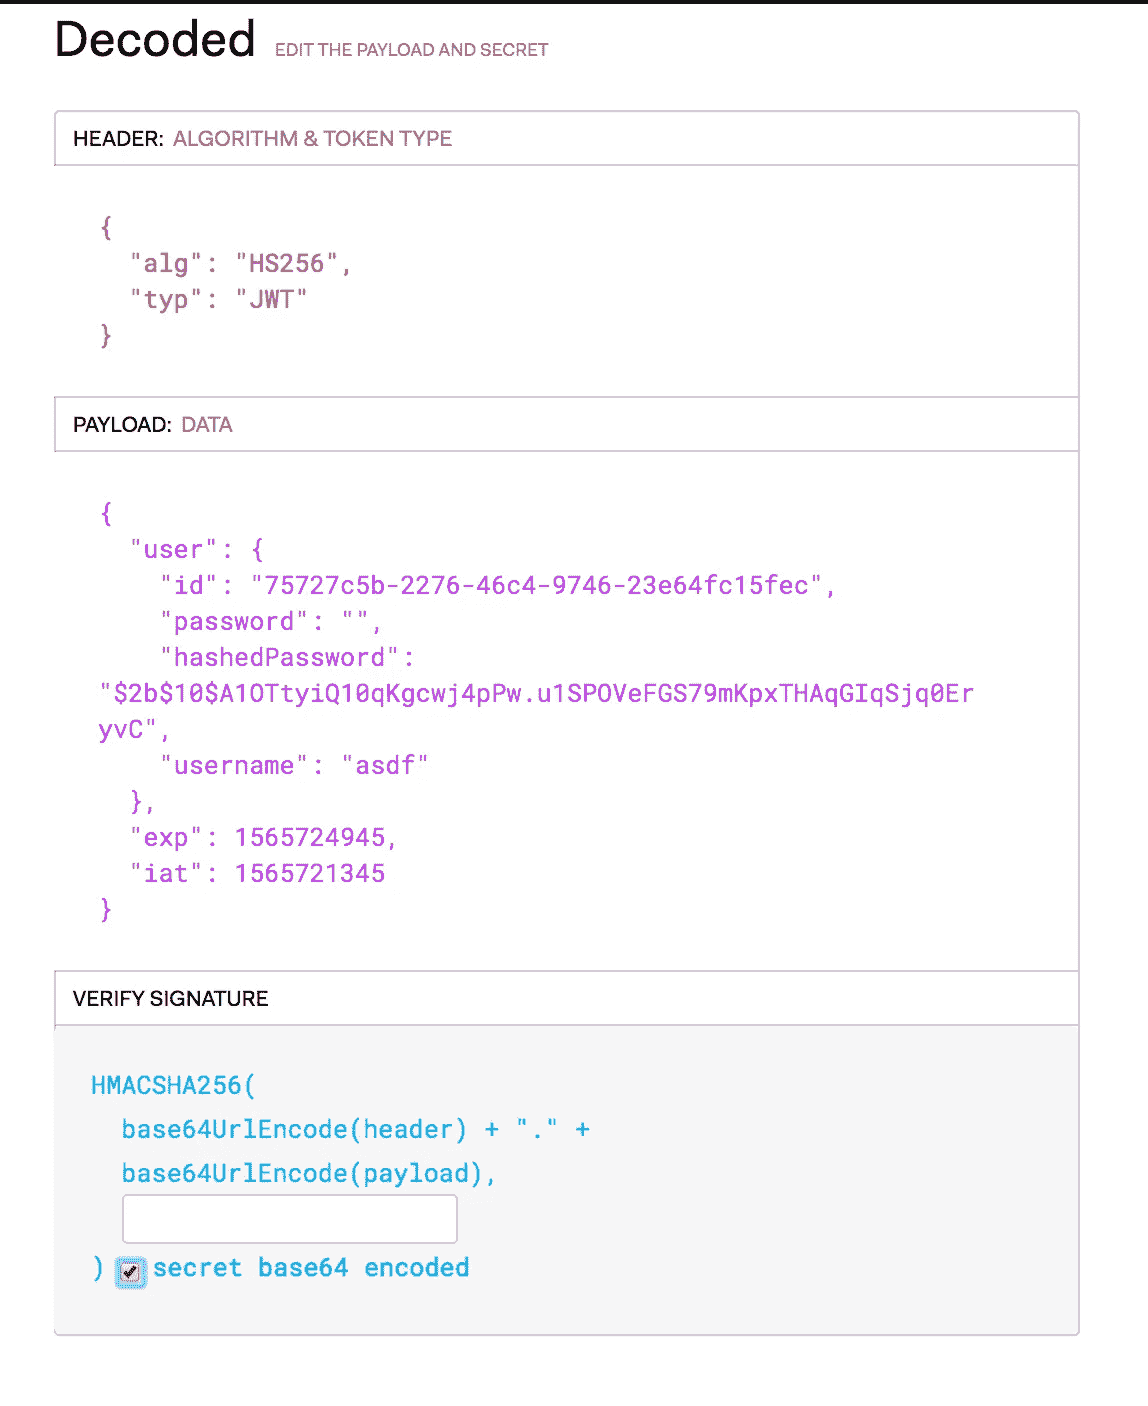 Decoded EDIT THE PAYLOAD AND SECRET
HEADER: ALGORITHM & TOKEN TYPE
{
"alg": "HS256",
"typ": "JWT"
}
PAYLOAD: DATA
{
"user": {
"id": "75727c5b-2276-46c4-9746-23e64fc15fec",
"password": "",
"hashedPassword":
"$2b$10$A1OTtyiQ10qKgcwj4pPw.u1SPOVeFGS79mKpxTHAqGIqSjq0Er
yvC",
"username": "asdf"
},
"exp": 1565724945,
"iat": 1565721345
}
VERIFY SIGNATURE
HMACSHA256(
base64UrlEncode(header) + "." +
base64UrlEncode(payload),
) secret base64 encoded